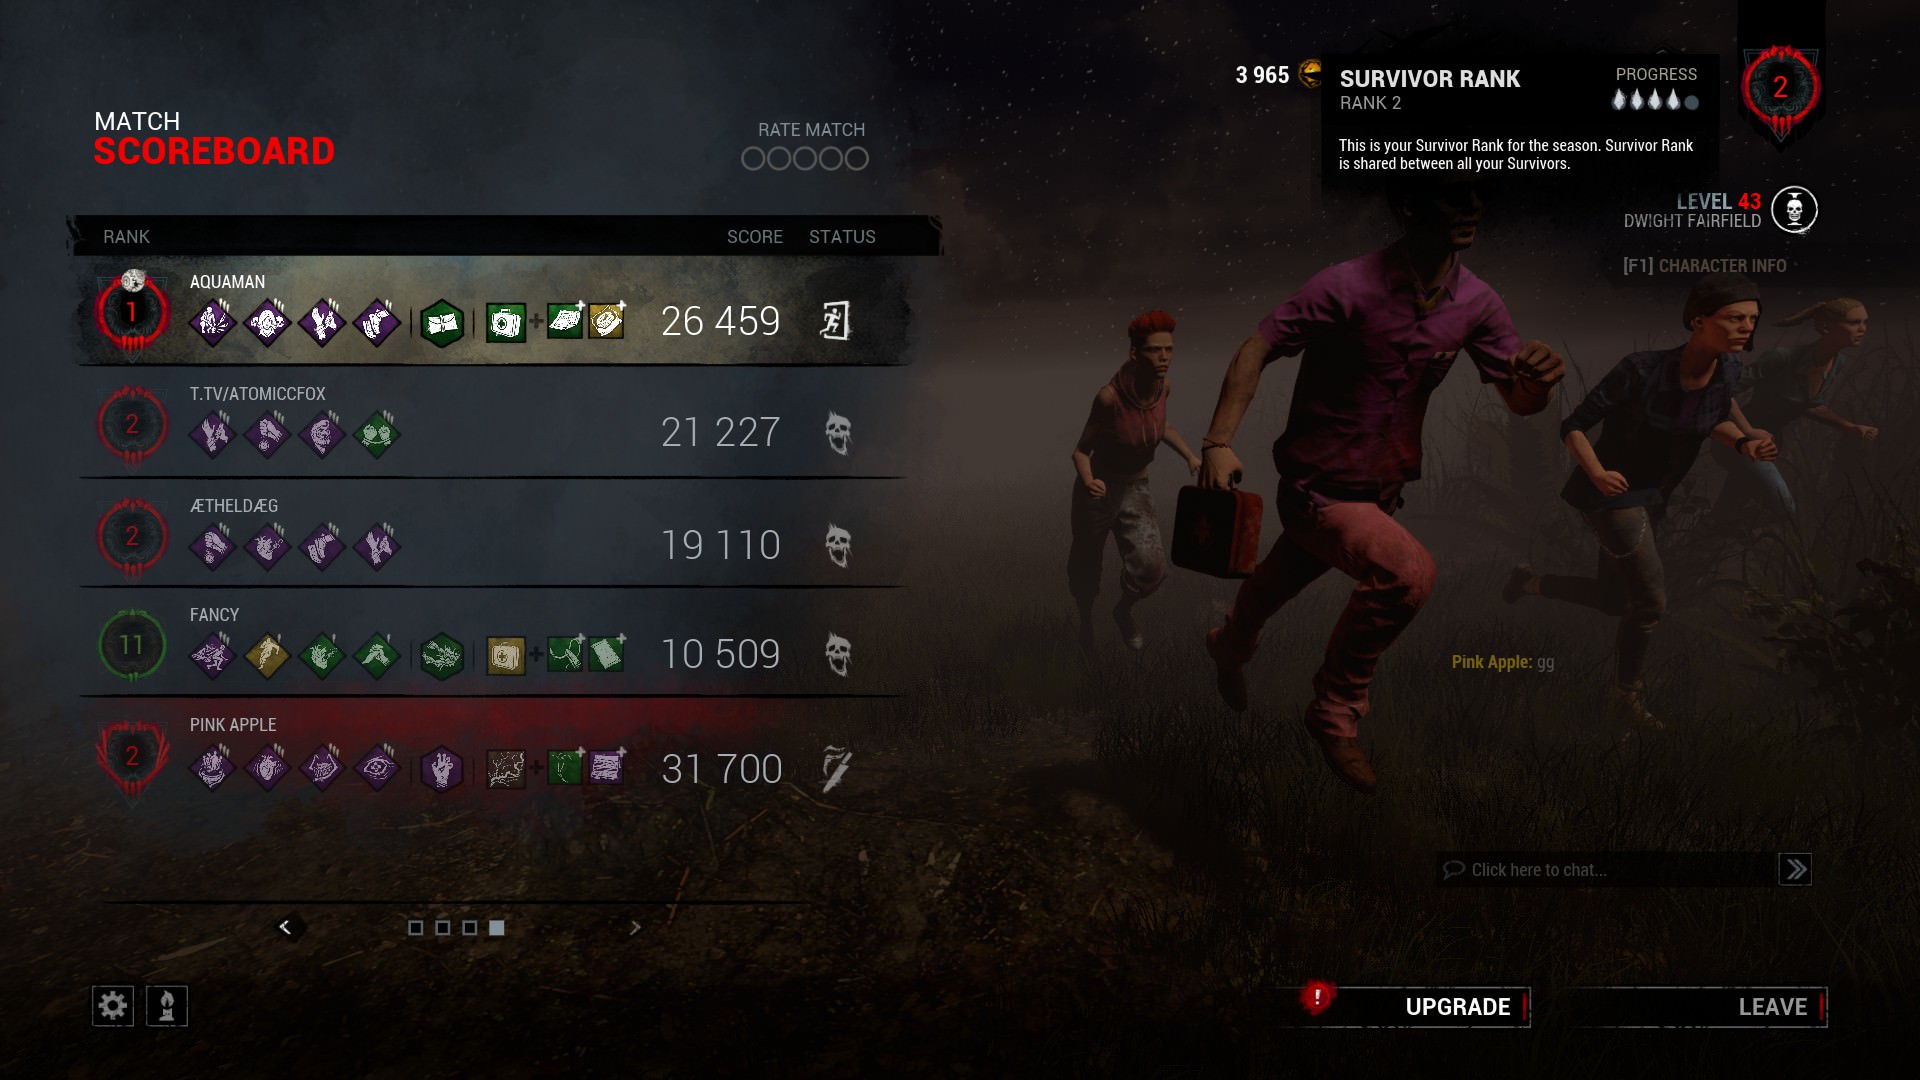 MATCH
SCOREBOARD
RATE MATCH
3 965
SURVIVOR RANK
RANK 2
PROGRESS
This is your Survivor Rank for the season. Survivor Rank
is shared between all your Survivors.
2
LEVEL 43
DWIGHT FAIRFIELD
[F1] CHARACTER INFO
RANK SCORE STATUS
1 AQUAMAN 26 459
2 T.TV/ATOMICCFOX 21 227
2 ÆTHELDÆG 19 110
11 FANCY 10 509
2 PINK APPLE 31 700
Pink Apple: gg
Click here to chat...
! UPGRADE
LEAVE